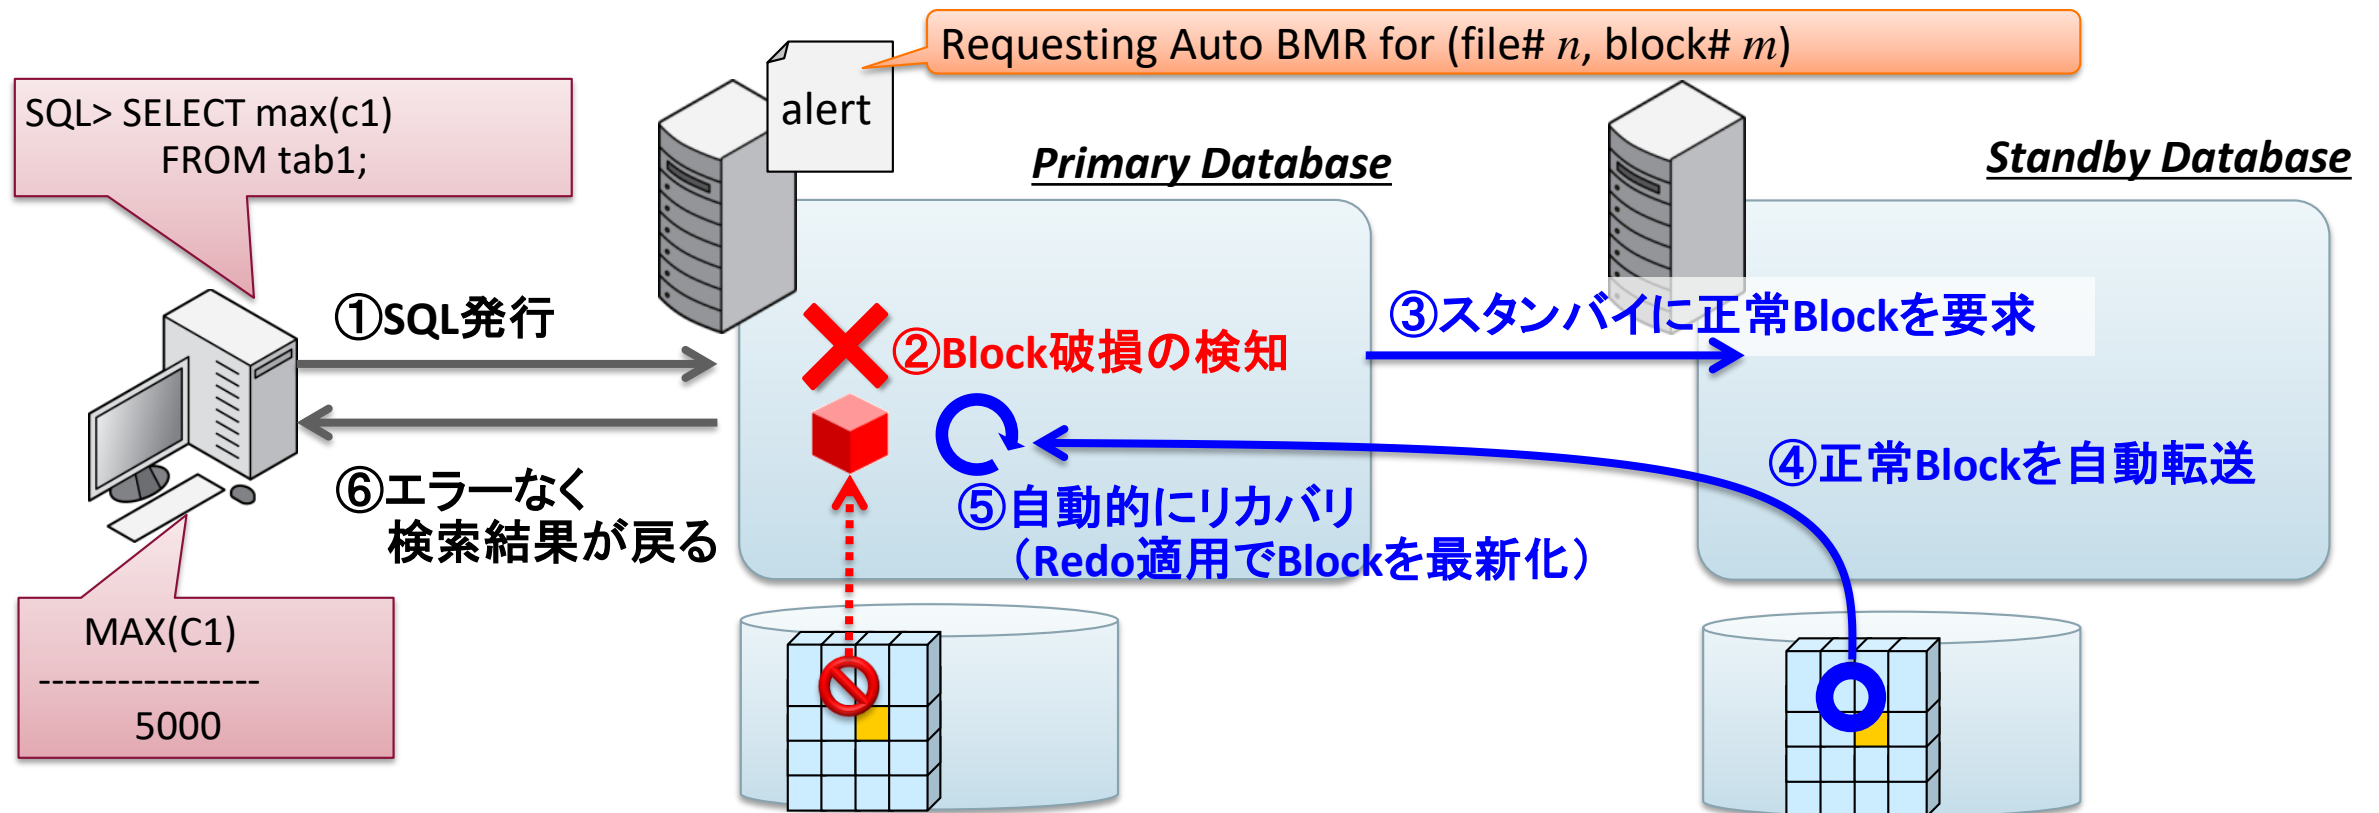 Requesting Auto BMR for (file# n, block# m)
SQL> SELECT max(c1)
FROM tab1;
alert
Primary Database
Standby Database
①SQL発行
②Block破損の検知
③スタンバイに正常Blockを要求
④正常Blockを自動転送
⑤自動的にリカバリ
（Redo適用でBlockを最新化）
⑥エラーなく
検索結果が戻る
MAX(C1)
-----------------
5000